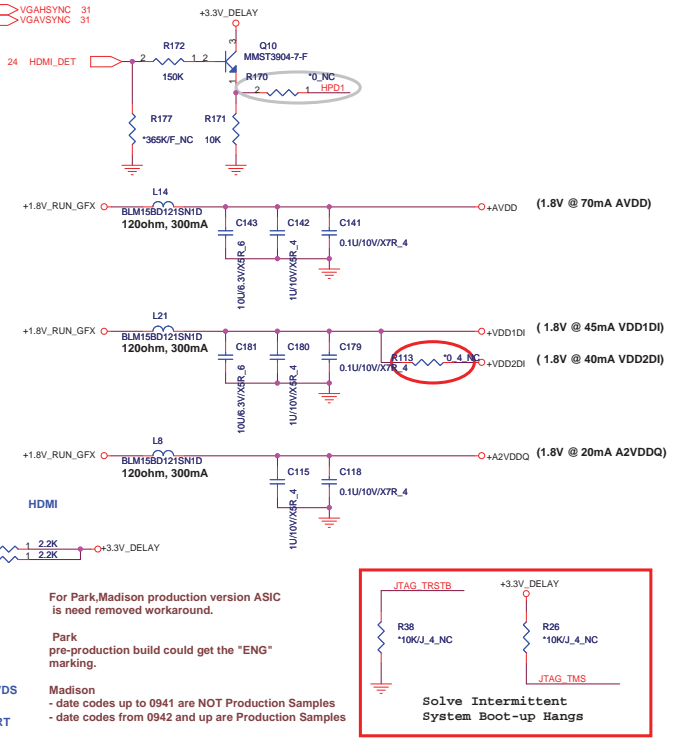 VGAHSYNC 31
VGAVSYNC 31
+3.3V_DELAY
24 HDMI_DET
R172
2 1
150K
Q10
MMST3904-7-F
3
2
1
R170
*0_NC
2 1
HPD1
R177
*365K/F_NC
R171
10K
+1.8V_RUN_GFX
L14
BLM15BD121SN1D
120ohm, 300mA
C143
10U/6.3V/X5R_6
C142
1U/10V/X5R_4
C141
0.1U/10V/X7R_4
+AVDD
(1.8V @ 70mA AVDD)
+1.8V_RUN_GFX
L21
BLM15BD121SN1D
120ohm, 300mA
C181
10U/6.3V/X5R_6
C180
1U/10V/X5R_4
C179
0.1U/10V/X7R_4
R113
*0_4_NC
+VDD1DI
( 1.8V @ 45mA VDD1DI)
+VDD2DI
( 1.8V @ 40mA VDD2DI)
+1.8V_RUN_GFX
L8
BLM15BD121SN1D
120ohm, 300mA
C115
1U/10V/X5R_4
C118
0.1U/10V/X7R_4
+A2VDDQ
(1.8V @ 20mA A2VDDQ)
HDMI
1 2.2K
1 2.2K
+3.3V_DELAY
For Park,Madison production version ASIC
is need removed workaround.
Park
pre-production build could get the "ENG"
marking.
Madison
- date codes up to 0941 are NOT Production Samples
- date codes from 0942 and up are Production Samples
VDS
RT
JTAG_TRSTB
R38
*10K/J_4_NC
+3.3V_DELAY
R26
*10K/J_4_NC
JTAG_TMS
Solve Intermittent
System Boot-up Hangs